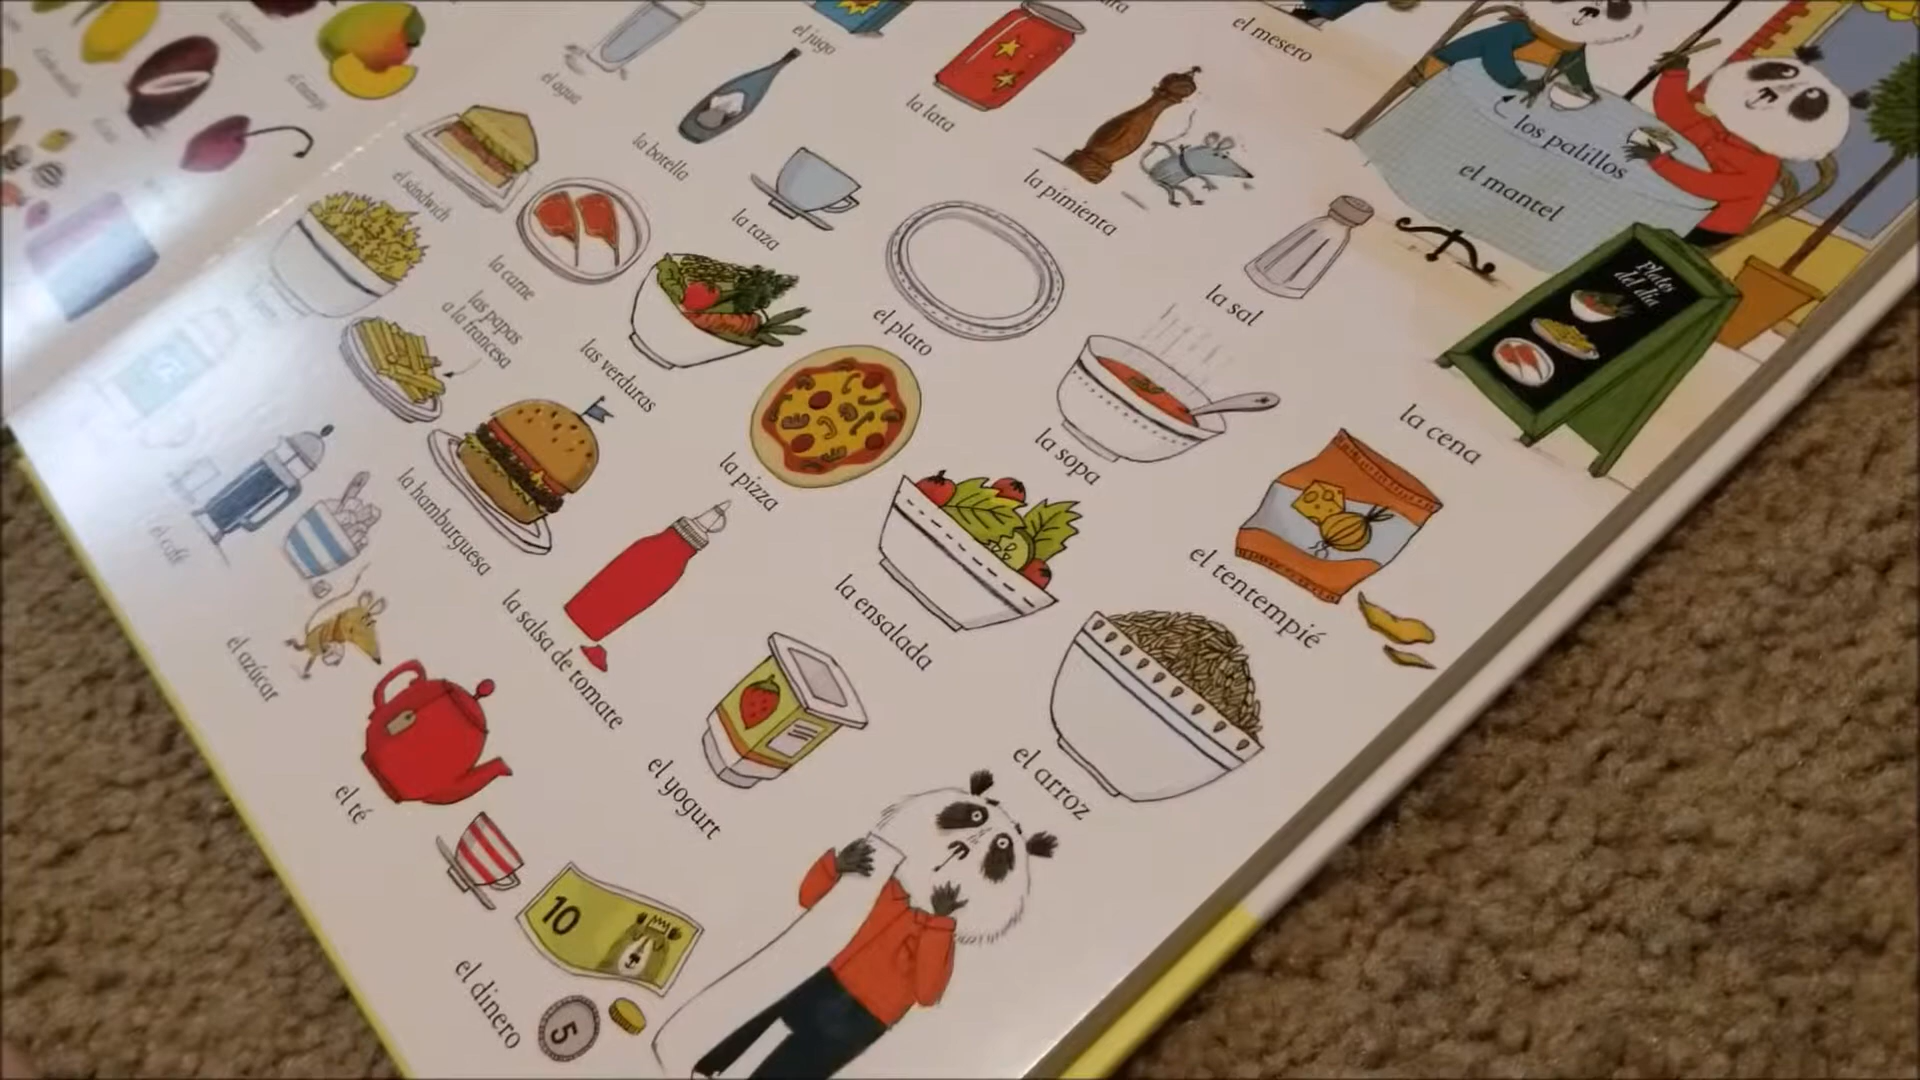 el mango
el agua
el jugo
la botella
la lata
el mesero
los palillos
el mantel
el sándwich
la carne
la taza
la pimienta
la sal
Platos
del día
las papas
a la francesa
las verduras
el plato
la cena
la hamburguesa
la pizza
la sopa
el tentempié
el café
la salsa de tomate
la ensalada
el azúcar
el té
el yogurt
el arroz
10
el dinero
5